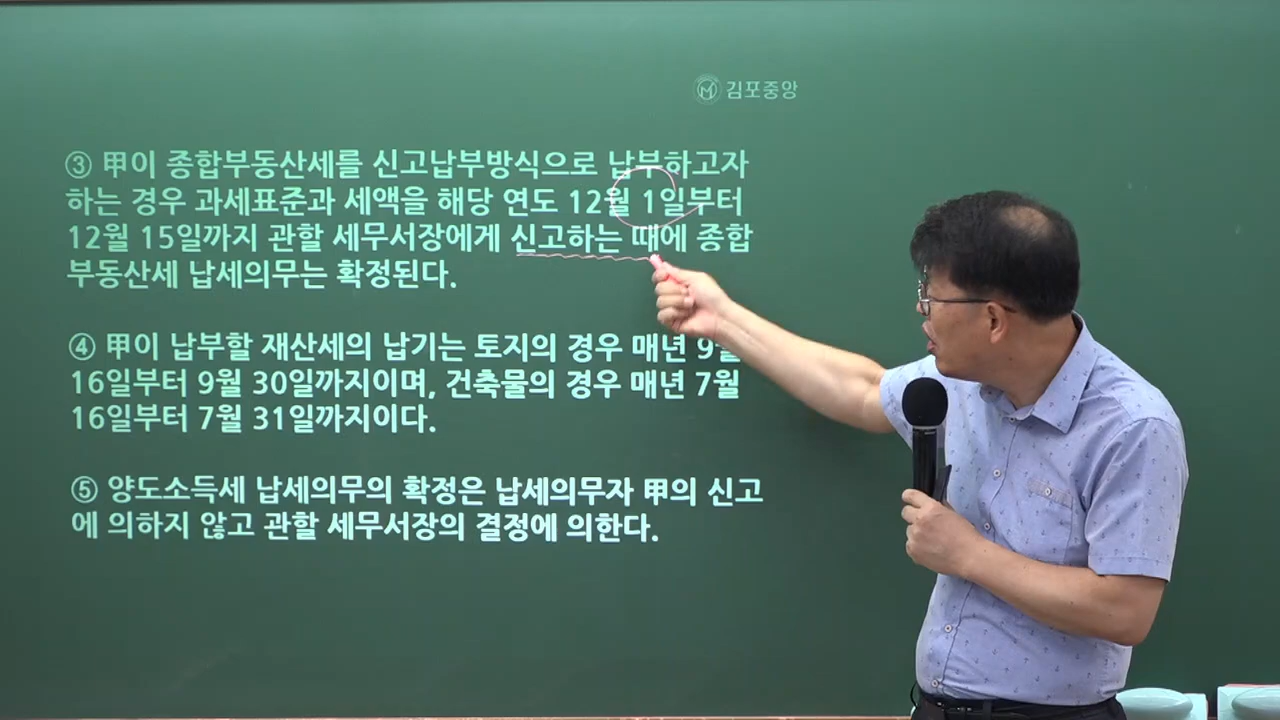 김포중앙
③ 甲이 종합부동산세를 신고납부방식으로 납부하고자
하는 경우 과세표준과 세액을 해당 연도 12월 1일부터
12월 15일까지 관할 세무서장에게 신고하는 때에 종합
부동산세 납세의무는 확정된다.
④ 甲이 납부할 재산세의 납기는 토지의 경우 매년 9월
16일부터 9월 30일까지이며, 건축물의 경우 매년 7월
16일부터 7월 31일까지이다.
⑤ 양도소득세 납세의무의 확정은 납세의무자 甲의 신고
에 의하지 않고 관할 세무서장의 결정에 의한다.